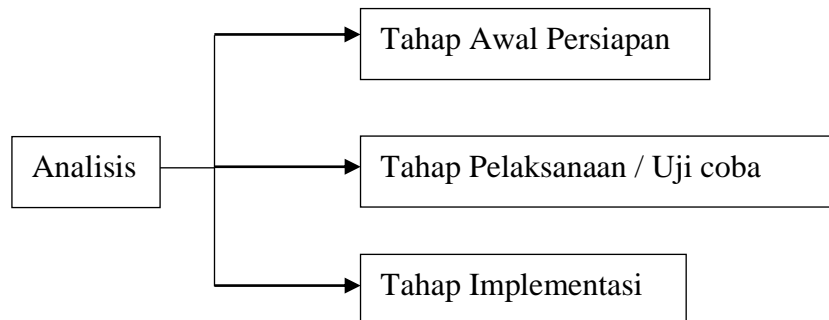 Tahap Awal Persiapan
Analisis
Tahap Pelaksanaan / Uji coba
Tahap Implementasi